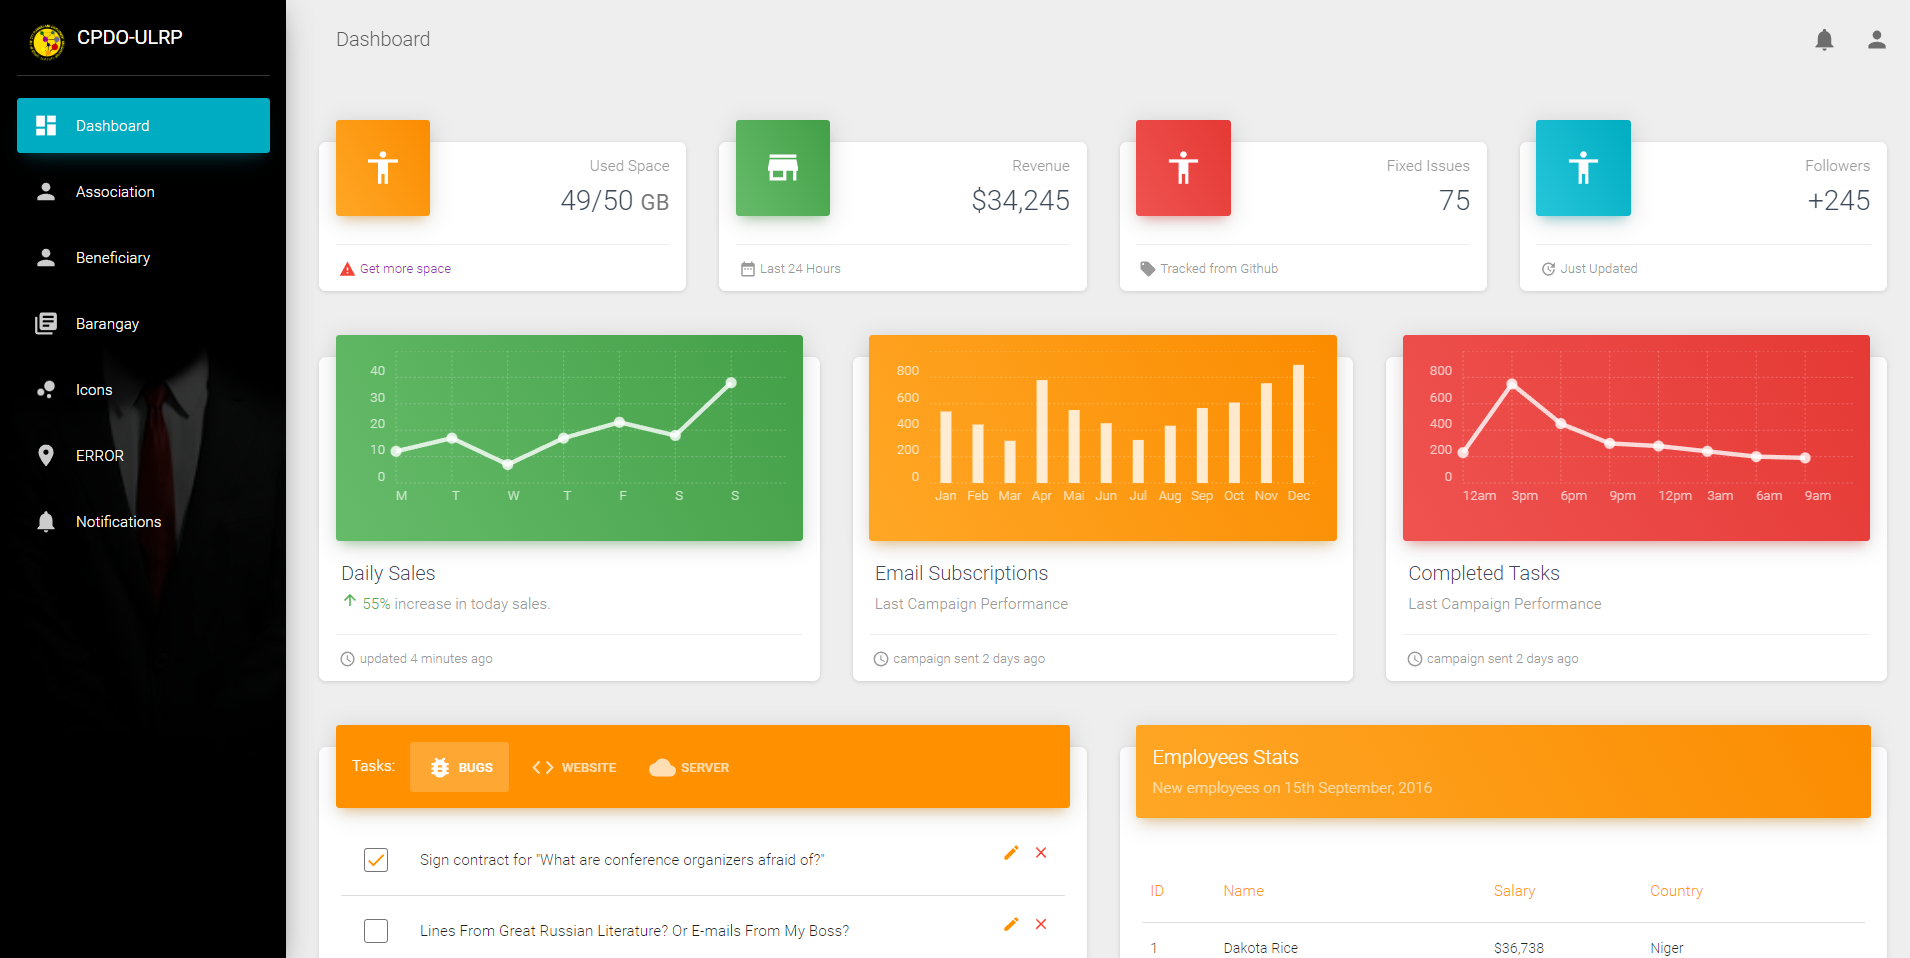 CPDO-ULRP
Dashboard
Association
Beneficiary
Barangay
Icons
ERROR
Notifications
Dashboard
Used Space
49/50 GB
Get more space
Revenue
$34,245
Last 24 Hours
Fixed Issues
75
Tracked from Github
Followers
+245
Just Updated
40
30
20
10
0
M T W T F S S
Daily Sales
55% increase in today sales.
updated 4 minutes ago
800
600
400
200
0
Jan Feb Mar Apr Mai Jun Jul Aug Sep Oct Nov Dec
Email Subscriptions
Last Campaign Performance
campaign sent 2 days ago
800
600
400
200
0
12am 3pm 6pm 9pm 12pm 3am 6am 9am
Completed Tasks
Last Campaign Performance
campaign sent 2 days ago
Tasks: BUGS WEBSITE SERVER
Sign contract for "What are conference organizers afraid of?"
Lines From Great Russian Literature? Or E-mails From My Boss?
Employees Stats
New employees on 15th September, 2016
ID Name Salary Country
1 Dakota Rice $36,738 Niger